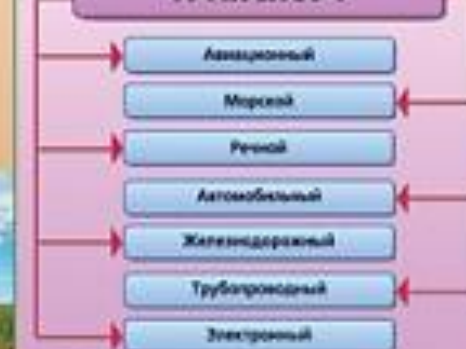 Авиационный
Морской
Речной
Автомобильный
Железнодорожный
Трубопроводный
Электронный